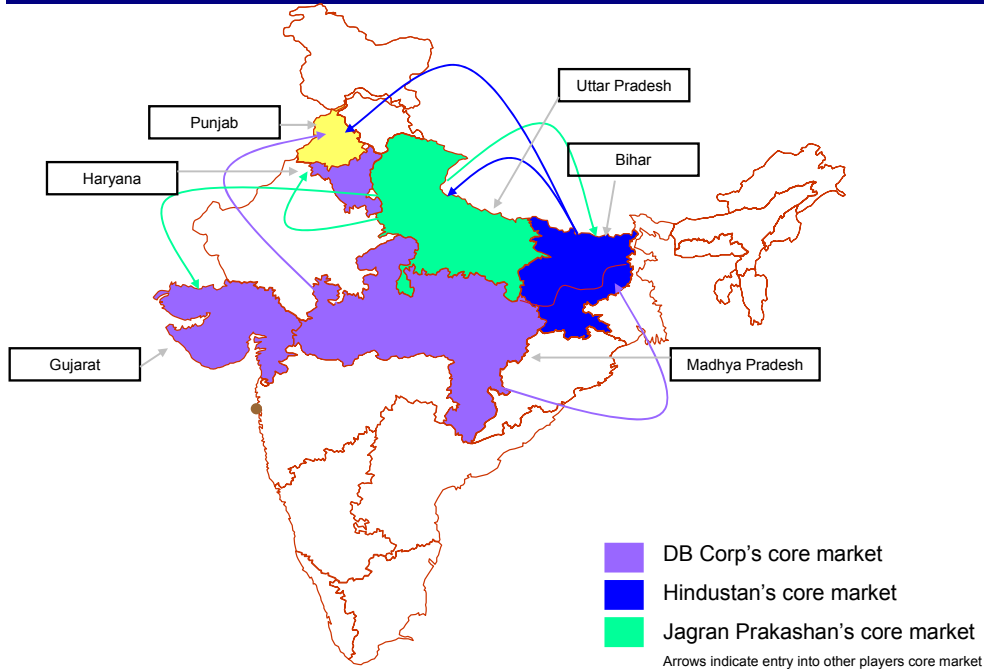 Uttar Pradesh
Punjab
Bihar
Haryana
Gujarat
Madhya Pradesh
DB Corp's core market
Hindustan's core market
Jagran Prakashan's core market
Arrows indicate entry into other players core market